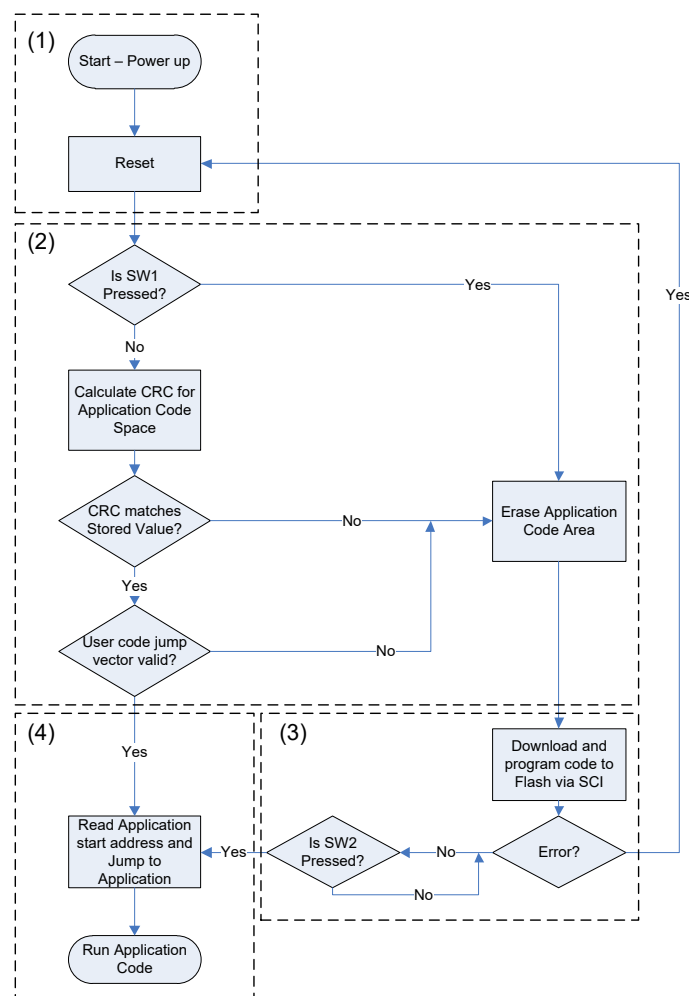 (1)
Start – Power up
Reset
(2)
Is SW1
Pressed?
Yes
Yes
No
Calculate CRC for
Application Code
Space
CRC matches
Stored Value?
No
Erase Application
Code Area
Yes
User code jump
vector valid?
No
(4)
(3)
Yes
Download and
program code to
Flash via SCI
Read Application
start address and
Jump to
Application
Yes
Is SW2
Pressed?
No
Error?
No
Run Application
Code